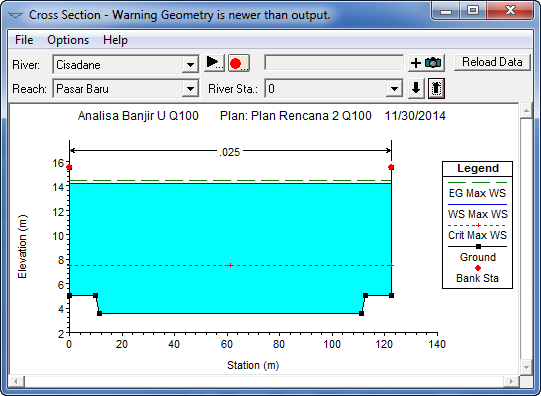 Cross Section - Warning Geometry is newer than output.
File Options Help
River: Cisadane Reload Data
Reach: Pasar Baru River Sta.: 0
Analisa Banjir U Q100 Plan: Plan Rencana 2 Q100 11/30/2014
.025
16
14
12
10
8
6
4
2
0 20 40 60 80 100 120 140
Elevation (m)
Station (m)
Legend
EG Max WS
WS Max WS
Crit Max WS
Ground
Bank Sta